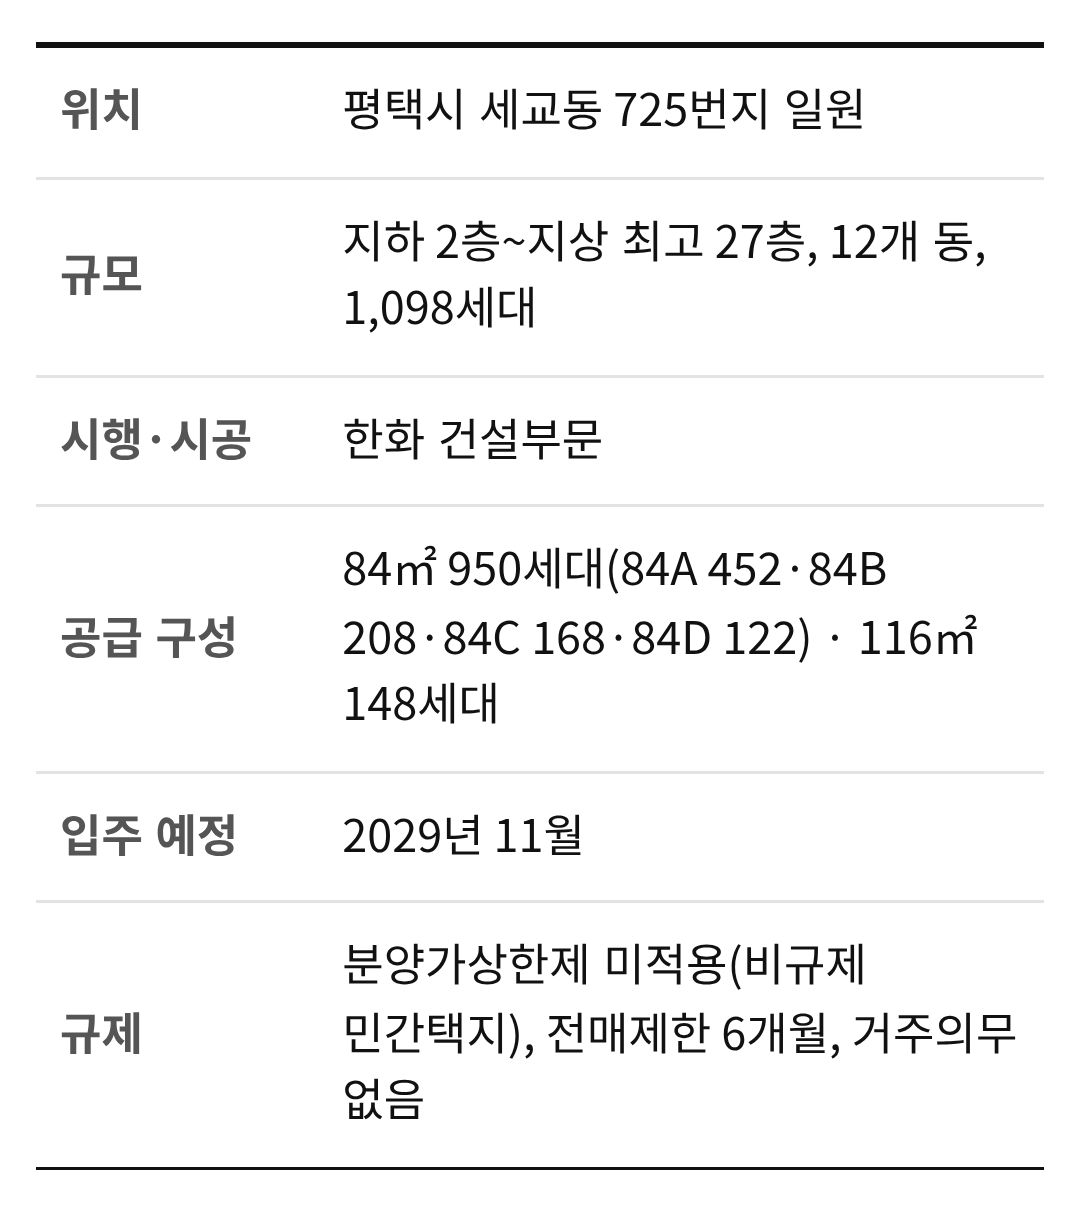 위치
평택시 세교동 725번지 일원
규모
지하 2층~지상 최고 27층, 12개 동,
1,098세대
시행·시공
한화 건설부문
공급 구성
84㎡ 950세대(84A 452·84B
208·84C 168·84D 122) · 116㎡
148세대
입주 예정
2029년 11월
규제
분양가상한제 미적용(비규제
민간택지), 전매제한 6개월, 거주의무
없음